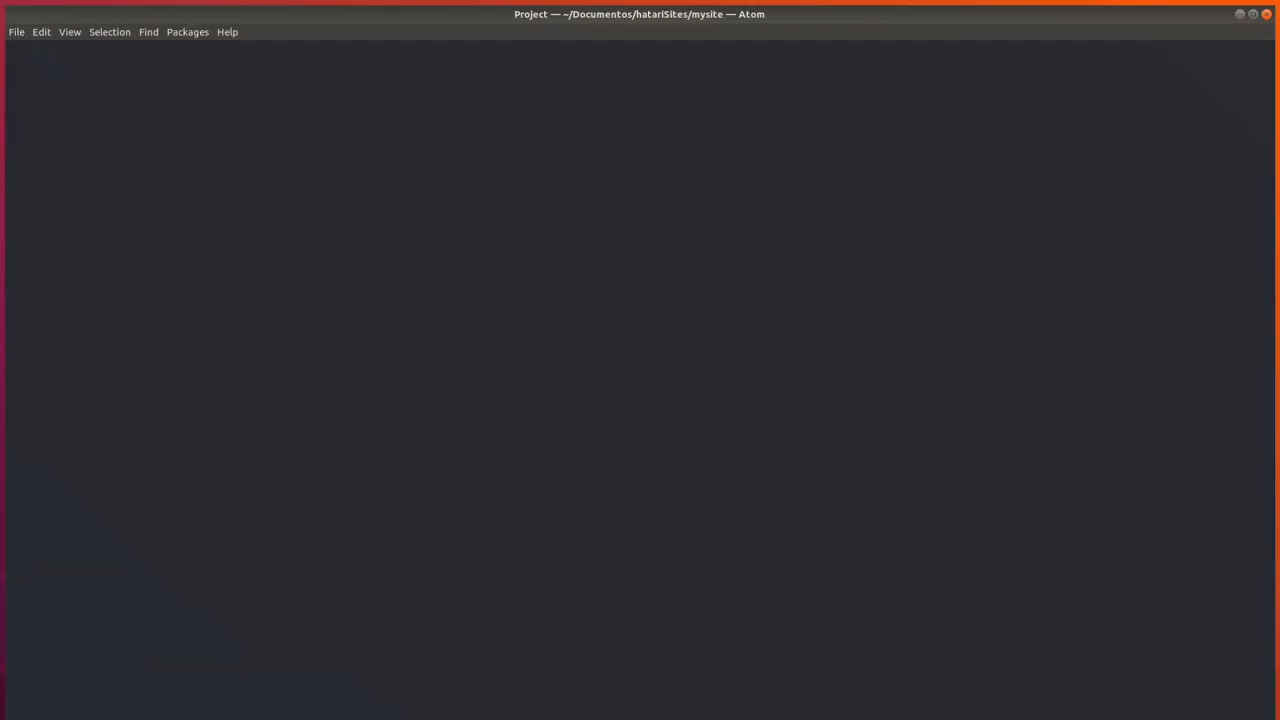 Project — ~/Documentos/hatariSites/mysite — Atom
File Edit View Selection Find Packages Help